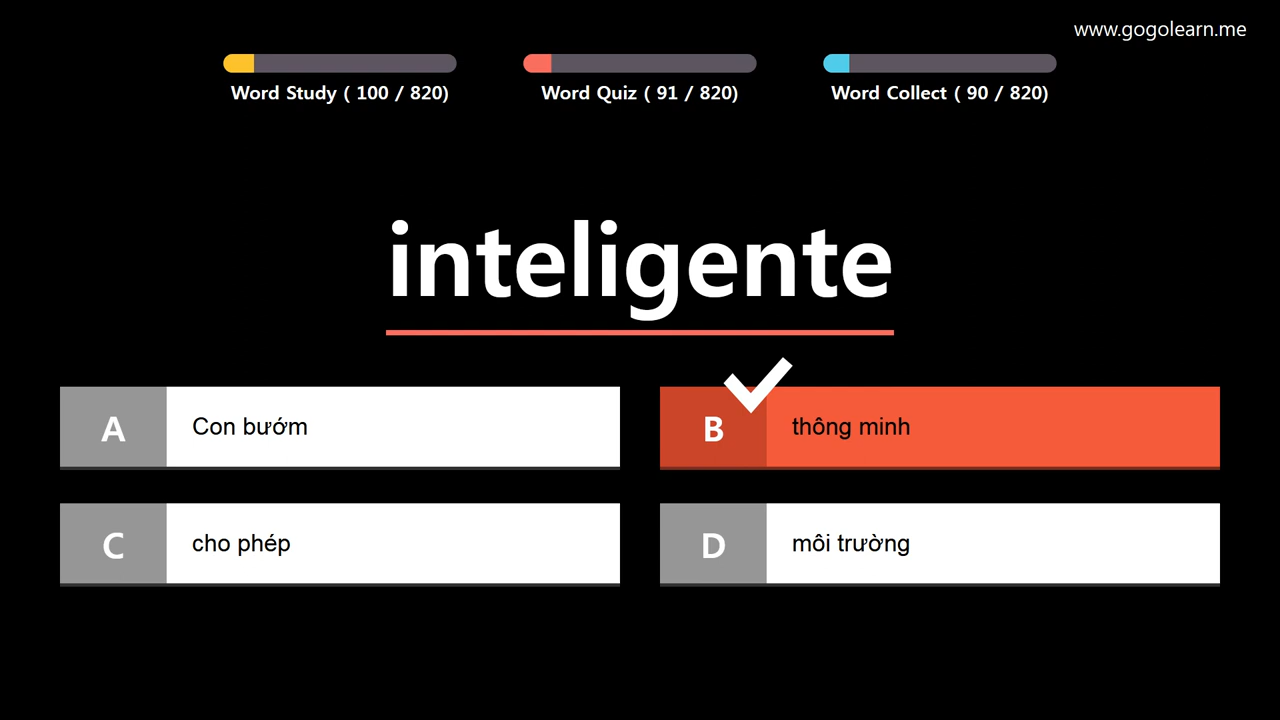 www.gogolearn.me
Word Study ( 100 / 820)
Word Quiz ( 91 / 820)
Word Collect ( 90 / 820)
inteligente
A
Con bướm
B
thông minh
C
cho phép
D
môi trường